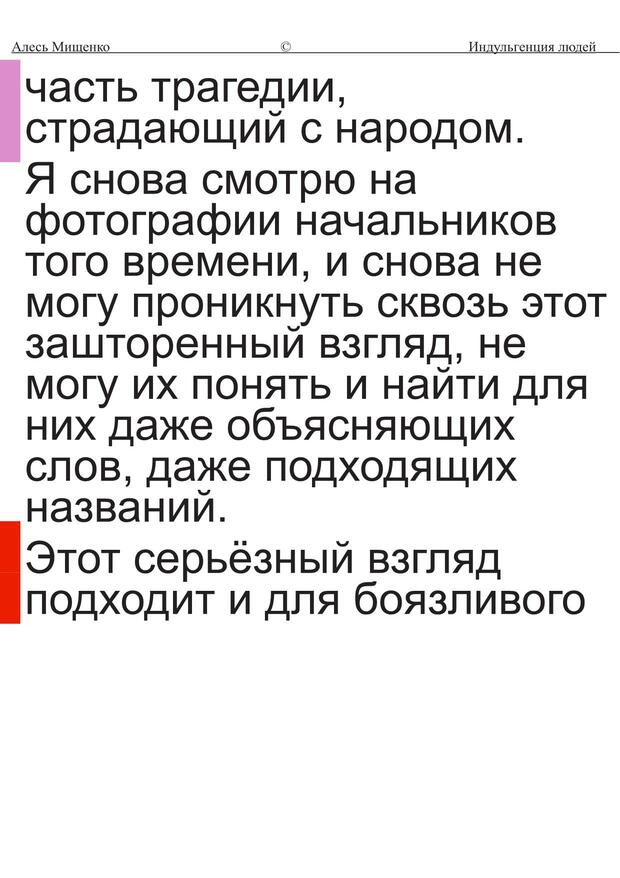 Алесь Мищенко © Индульгенция людей
часть трагедии,
страдающий с народом.
Я снова смотрю на
фотографии начальников
того времени, и снова не
могу проникнуть сквозь этот
зашторенный взгляд, не
могу их понять и найти для
них даже объясняющих
слов, даже подходящих
названий.
Этот серьёзный взгляд
подходит и для боязливого